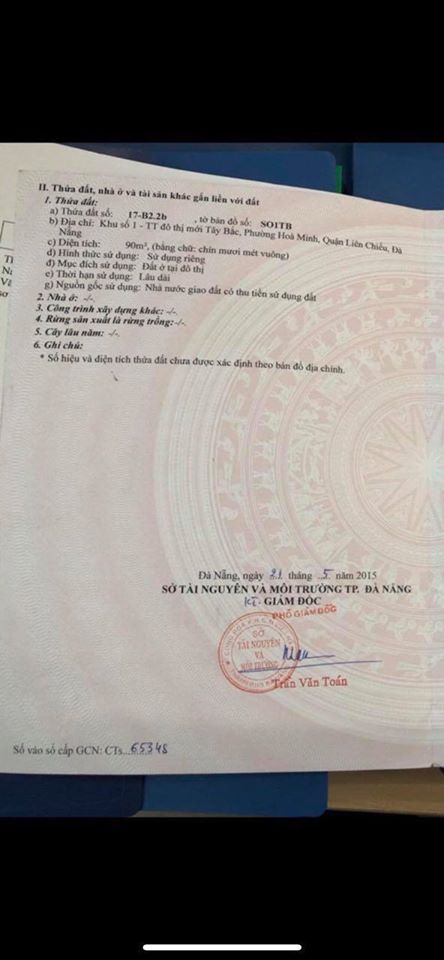 II. Thửa đất, nhà ở và tài sản khác gắn liền với đất
1. Thửa đất:
a) Thửa đất số: 17-B2.2b , tờ bản đồ số: SO1TB
b) Địa chỉ: Khu số 1 - TT đô thị mới Tây Bắc, Phường Hoà Minh, Quận Liên Chiểu, Đà
Nẵng
c) Diện tích: 90m², (bằng chữ: chín mươi mét vuông)
d) Hình thức sử dụng: Sử dụng riêng
đ) Mục đích sử dụng: Đất ở tại đô thị
e) Thời hạn sử dụng: Lâu dài
g) Nguồn gốc sử dụng: Nhà nước giao đất có thu tiền sử dụng đất
2. Nhà ở: -/-.
3. Công trình xây dựng khác: -/-.
4. Rừng sản xuất là rừng trồng:-/-.
5. Cây lâu năm: -/-.
6. Ghi chú:
* Số hiệu và diện tích thửa đất chưa được xác định theo bản đồ địa chính.
Đà Nẵng, ngày 21 tháng 5 năm 2015
SỞ TÀI NGUYÊN VÀ MÔI TRƯỜNG TP. ĐÀ NẴNG
KT. GIÁM ĐỐC
PHÓ GIÁM ĐỐC
SỞ
TÀI NGUYÊN
VÀ
MÔI TRƯỜNG
Trần Văn Toán
Số vào sổ cấp GCN: CTs 65348